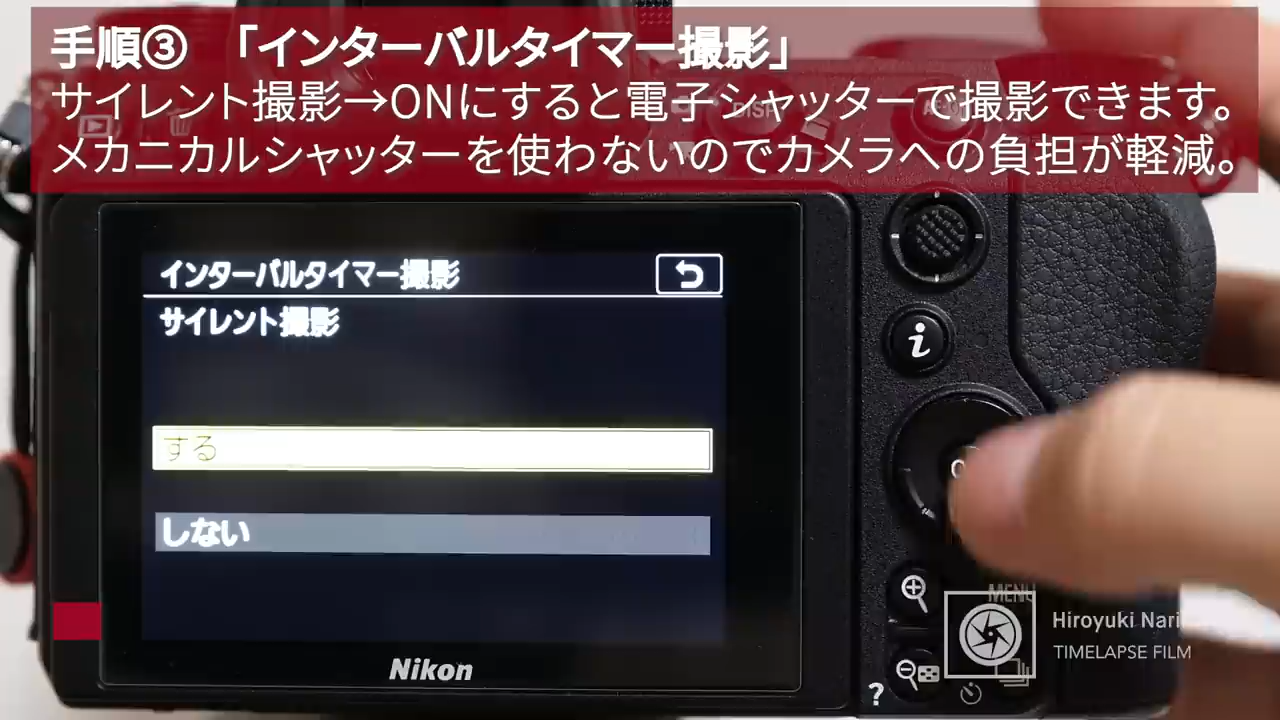 手順③ 「インターバルタイマー撮影」
サイレント撮影→ONにすると電子シャッターで撮影できます。
メカニカルシャッターを使わないのでカメラへの負担が軽減。
DISP
インターバルタイマー撮影
サイレント撮影
i
する
しない
MENU
Hiroyuki
TIMELAPSE FILM
Nikon
?